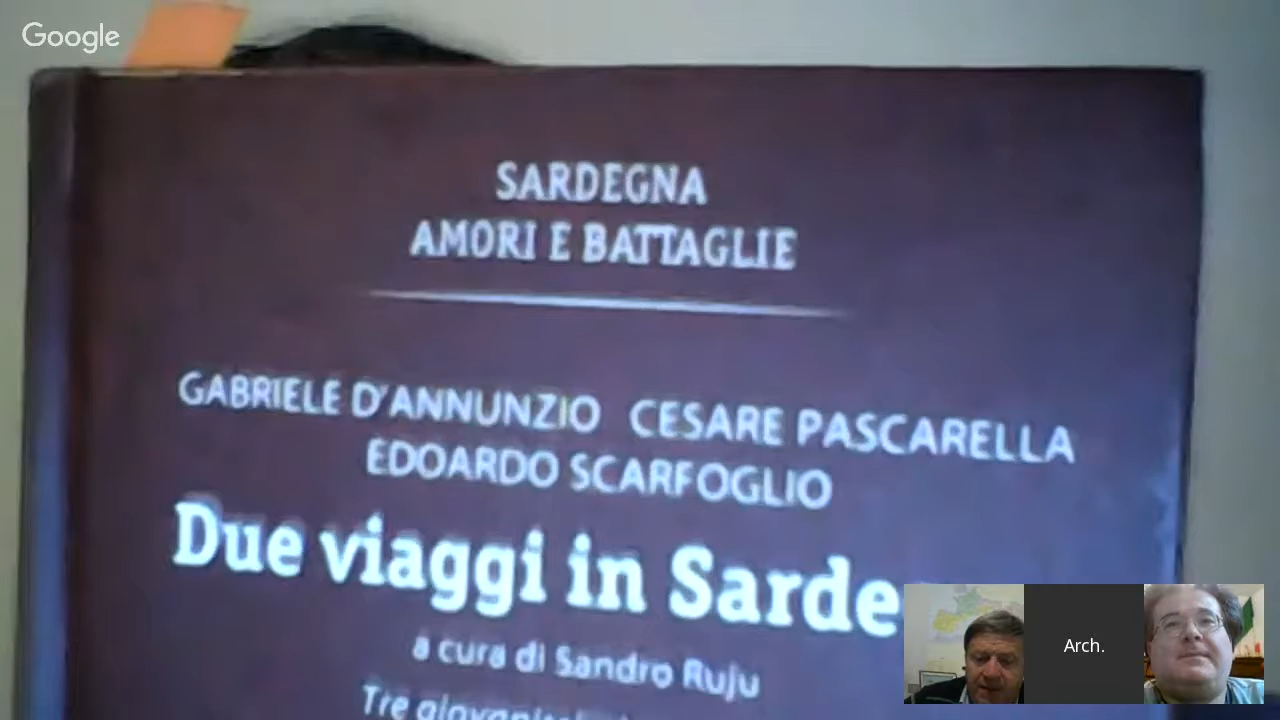 Google
SARDEGNA
AMORI E BATTAGLIE
GABRIELE D'ANNUNZIO CESARE PASCARELLA
EDOARDO SCARFOGLIO
Due viaggi in Sarde
a cura di Sandro Ruju
Tre
Arch.